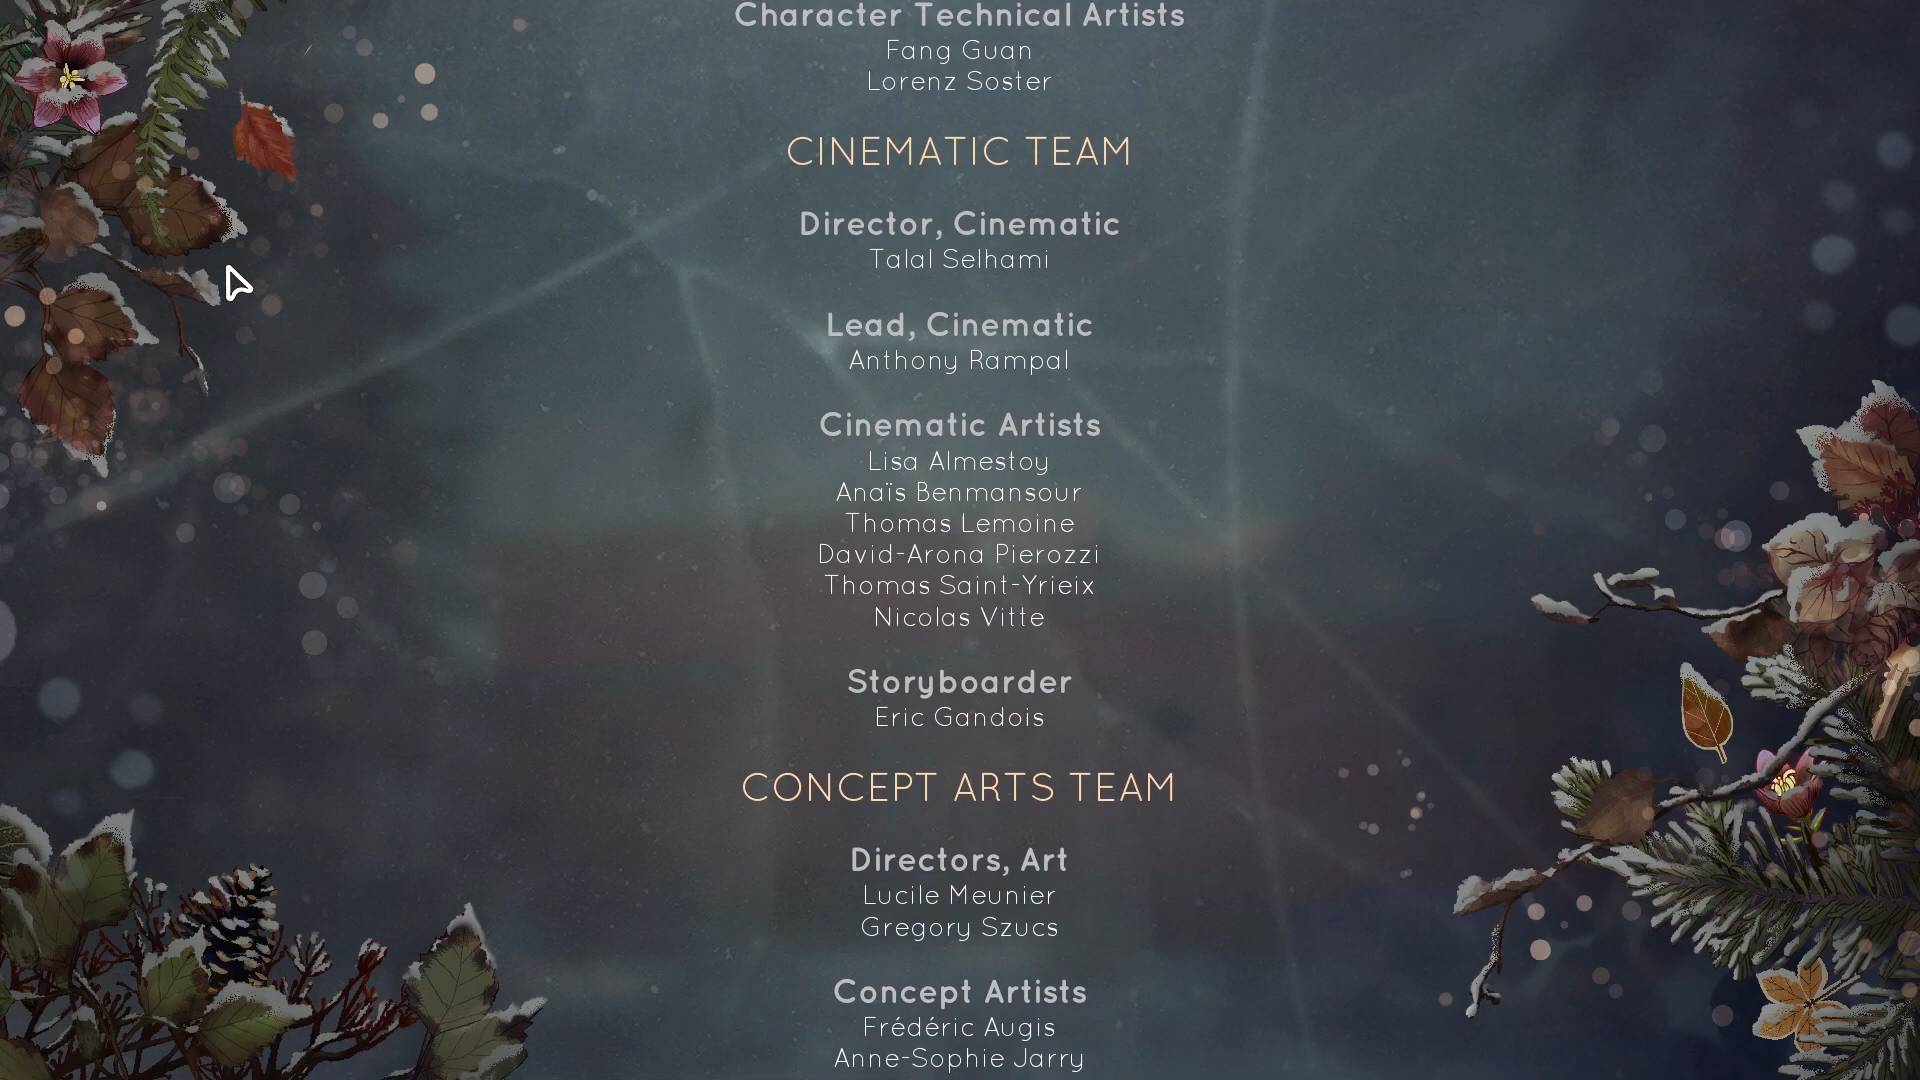 Character Technical Artists
Fang Guan
Lorenz Soster
CINEMATIC TEAM
Director, Cinematic
Talal Selhami
Lead, Cinematic
Anthony Rampal
Cinematic Artists
Lisa Almestoy
Anaïs Benmansour
Thomas Lemoine
David-Arona Pierozzi
Thomas Saint-Yrieix
Nicolas Vitte
Storyboarder
Eric Gandois
CONCEPT ARTS TEAM
Directors, Art
Lucile Meunier
Gregory Szucs
Concept Artists
Frédéric Augis
Anne-Sophie Jarry